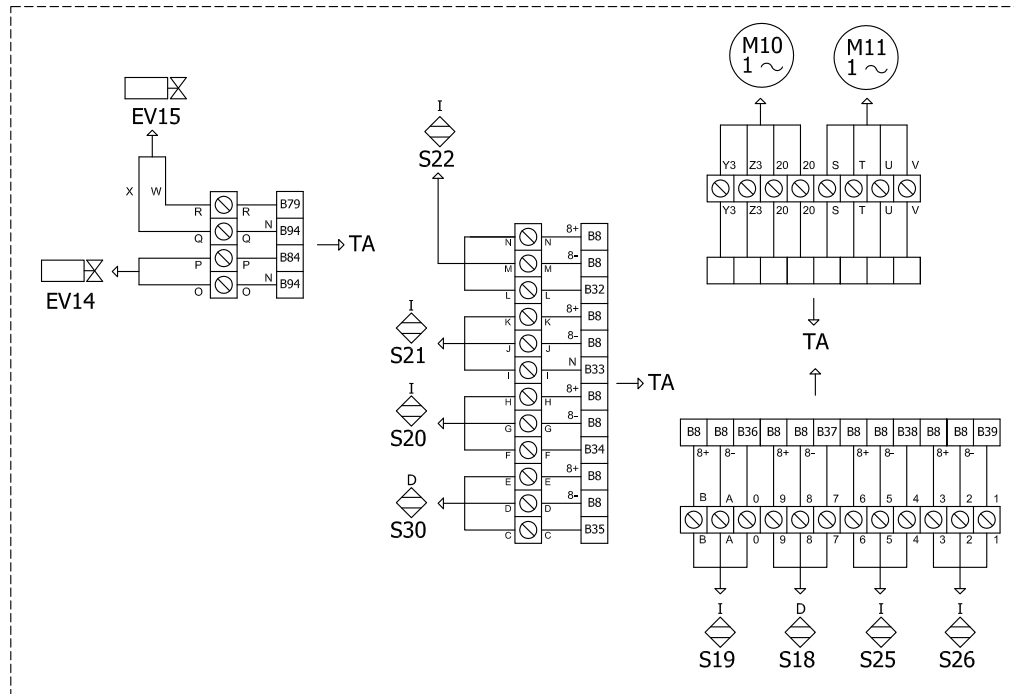 M10
1
M11
1
EV15
X W
R R B79
Q Q N B94
P P B84
O O N B94
TA
EV14
I
S22
N N 8+ B8
M M 8- B8
L L B32
K K 8+ B8
J J 8- B8
I I N B33
H H 8+ B8
G G 8- B8
F F B34
E E 8+ B8
D D 8- B8
C C B35
I
S21
I
S20
D
S30
TA
Y3 Z3 20 20 S T U V
Y3 Z3 20 20 S T U V
TA
B8 B8 B36 B8 B8 B37 B8 B8 B38 B8 B8 B39
8+ 8- 8+ 8- 8+ 8- 8+ 8-
B A 0 9 8 7 6 5 4 3 2 1
B A 0 9 8 7 6 5 4 3 2 1
I D I I
S19 S18 S25 S26